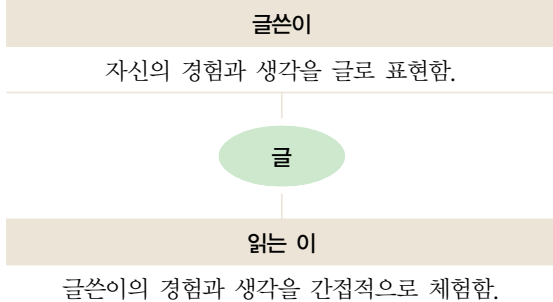 글쓴이
자신의 경험과 생각을 글로 표현함.
글
읽는 이
글쓴이의 경험과 생각을 간접적으로 체험함.